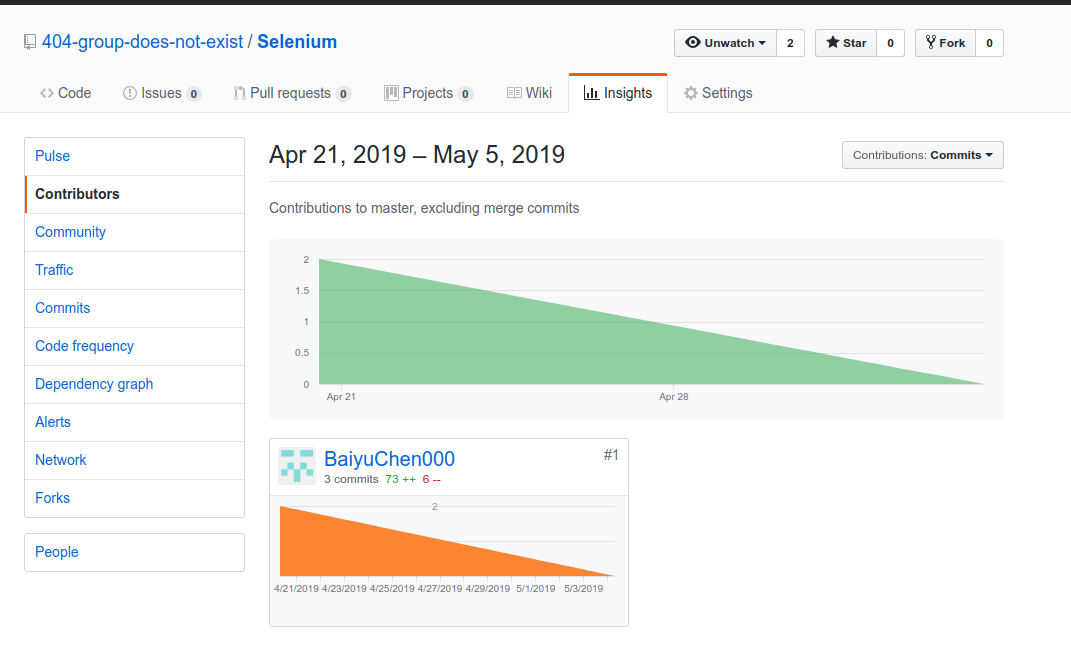 404-group-does-not-exist / Selenium
Unwatch 2 Star 0 Fork 0
Code Issues 0 Pull requests 0 Projects 0 Wiki Insights Settings
Pulse
Contributors
Community
Traffic
Commits
Code frequency
Dependency graph
Alerts
Network
Forks
People
Apr 21, 2019 – May 5, 2019
Contributions: Commits
Contributions to master, excluding merge commits
2
1.5
1
0.5
0
Apr 21 Apr 28
BaiyuChen000 #1
3 commits 73 ++ 6 --
2
4/21/2019 4/23/2019 4/25/2019 4/27/2019 4/29/2019 5/1/2019 5/3/2019